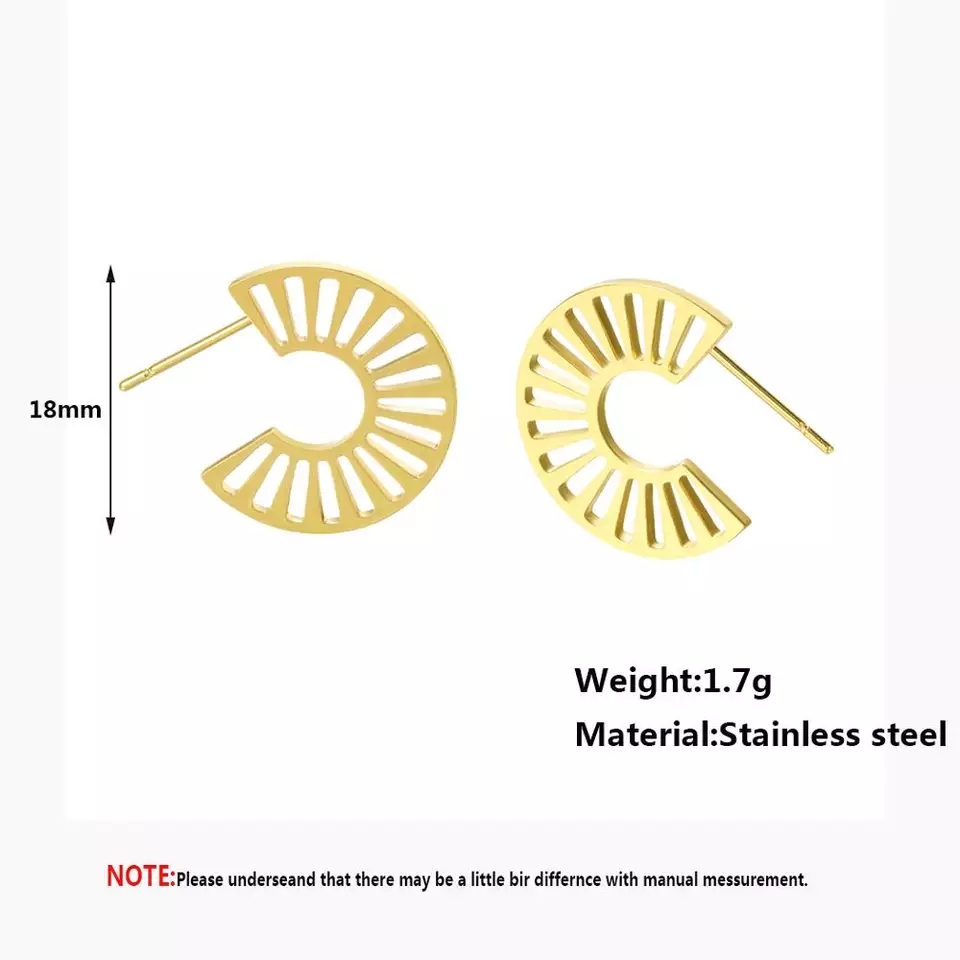 18mm
Weight:1.7g
Material:Stainless steel
NOTE:Please underseand that there may be a little bir differnce with manual messurement.